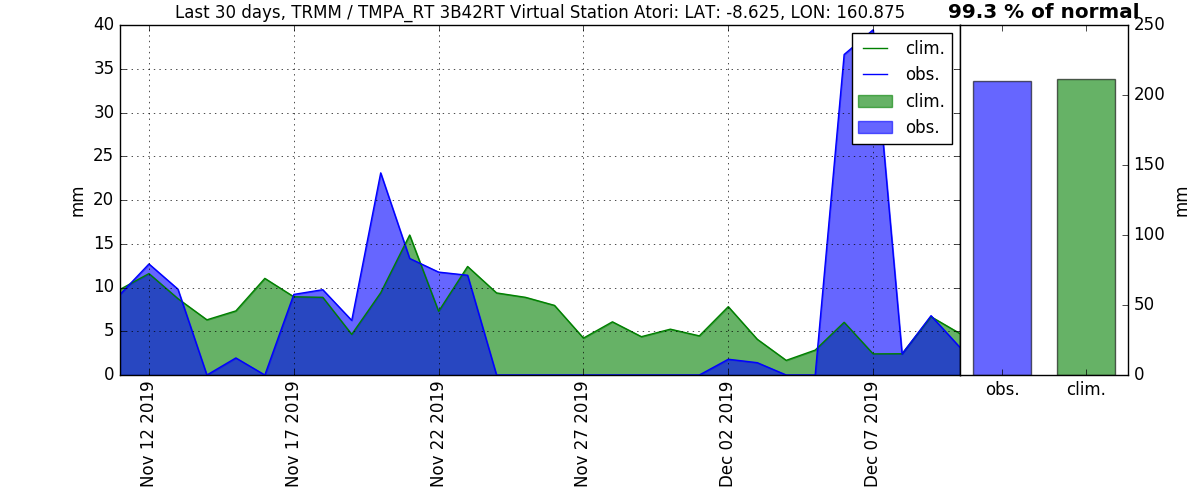 Last 30 days, TRMM / TMPA_RT 3B42RT Virtual Station Atori: LAT: -8.625, LON: 160.875
99.3 % of normal
40
35
30
25
20
15
10
5
0
mm
clim.
obs.
clim.
obs.
250
200
150
100
50
0
mm
obs.
clim.
Nov 12 2019
Nov 17 2019
Nov 22 2019
Nov 27 2019
Dec 02 2019
Dec 07 2019